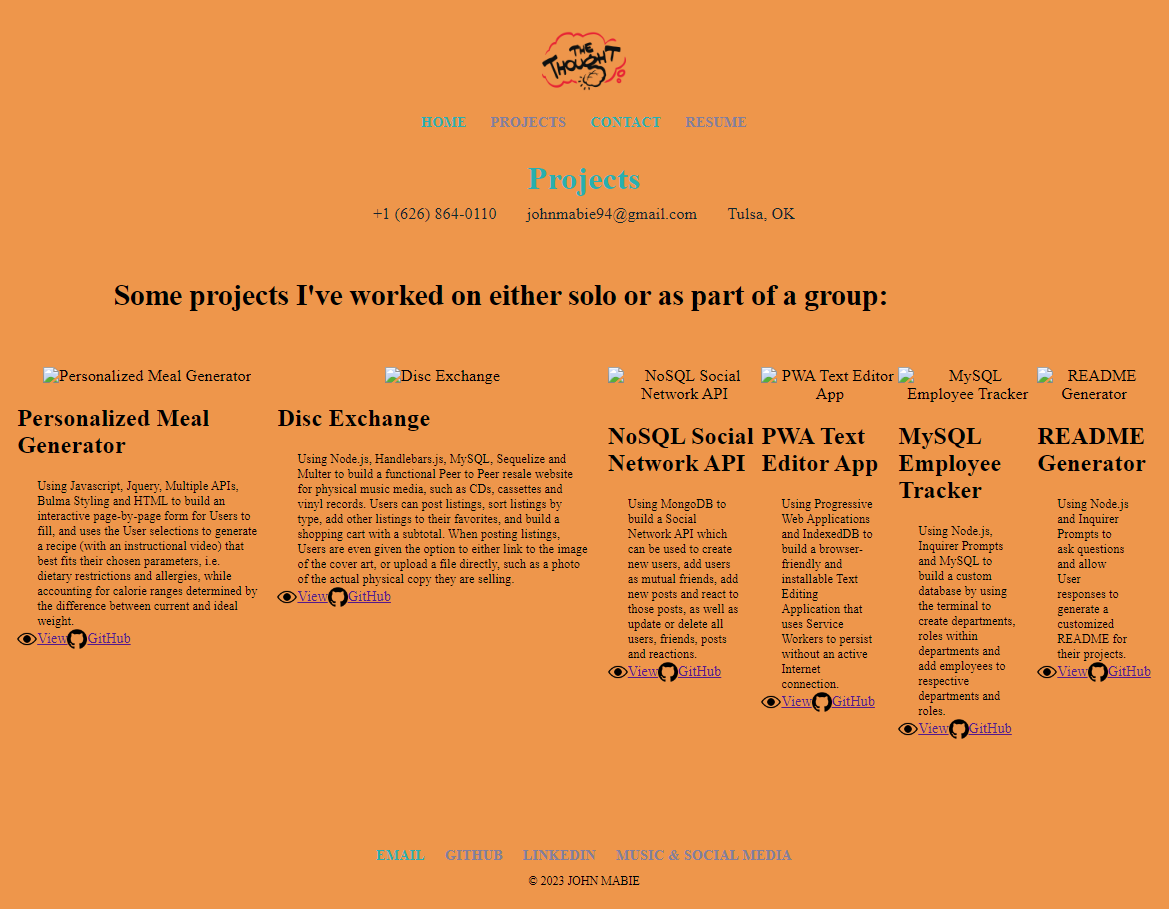 THE
THOUGHT
HOME PROJECTS CONTACT RESUME
Projects
+1 (626) 864-0110 johnmabie94@gmail.com Tulsa, OK
Some projects I've worked on either solo or as part of a group:
Personalized Meal Generator
Personalized Meal
Generator
Using Javascript, Jquery, Multiple APIs,
Bulma Styling and HTML to build an
interactive page-by-page form for Users to
fill, and uses the User selections to generate
a recipe (with an instructional video) that
best fits their chosen parameters, i.e.
dietary restrictions and allergies, while
accounting for calorie ranges determined by
the difference between current and ideal
weight.
View GitHub
Disc Exchange
Disc Exchange
Using Node.js, Handlebars.js, MySQL, Sequelize and
Multer to build a functional Peer to Peer resale website
for physical music media, such as CDs, cassettes and
vinyl records. Users can post listings, sort listings by
type, add other listings to their favorites, and build a
shopping cart with a subtotal. When posting listings,
Users are even given the option to either link to the image
of the cover art, or upload a file directly, such as a photo
of the actual physical copy they are selling.
View GitHub
NoSQL Social
Network API
NoSQL Social
Network API
Using MongoDB to
build a Social
Network API which
can be used to create
new users, add users
as mutual friends, add
new posts and react to
those posts, as well as
update or delete all
users, friends, posts
and reactions.
View GitHub
PWA Text Editor
App
PWA Text
Editor App
Using Progressive
Web Applications
and IndexedDB to
build a browser-
friendly and
installable Text
Editing
Application that
uses Service
Workers to persist
without an active
Internet
connection.
View GitHub
MySQL
Employee Tracker
MySQL
Employee
Tracker
Using Node.js,
Inquirer Prompts
and MySQL to
build a custom
database by using
the terminal to
create departments,
roles within
departments and
add employees to
respective
departments and
roles.
View GitHub
README
Generator
README
Generator
Using Node.js
and Inquirer
Prompts to
ask questions
and allow
User
responses to
generate a
customized
README for
their projects.
View GitHub
EMAIL GITHUB LINKEDIN MUSIC & SOCIAL MEDIA
© 2023 JOHN MABIE